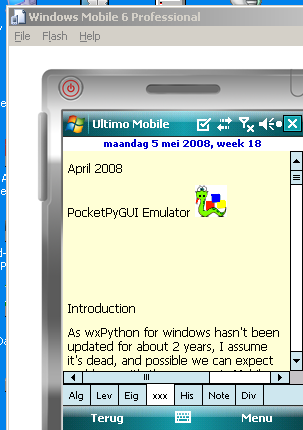 Windows Mobile 6 Professional
File Flash Help
Ultimo Mobile
maandag 5 mei 2008, week 18
April 2008
PocketPyGUI Emulator
Introduction
As wxPython for windows hasn't been
updated for about 2 years, I assume
it's dead, and possible we can expect
Alg Lev Eig xxx His Note Div
Terug Menu